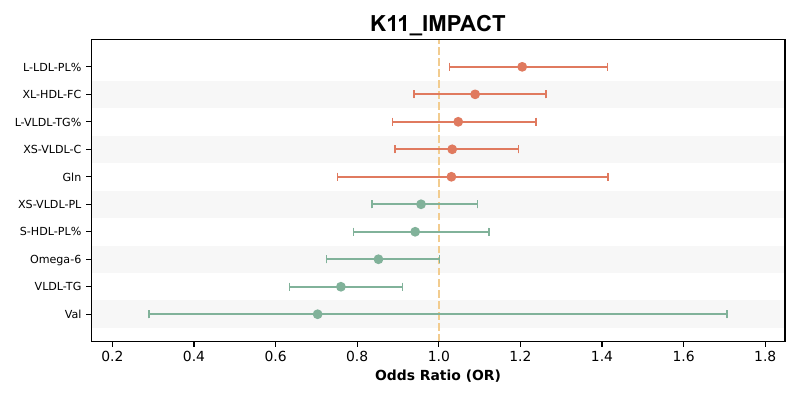 K11_IMPACT
L-LDL-PL%
XL-HDL-FC
L-VLDL-TG%
XS-VLDL-C
Gln
XS-VLDL-PL
S-HDL-PL%
Omega-6
VLDL-TG
Val
0.2 0.4 0.6 0.8 1.0 1.2 1.4 1.6 1.8
Odds Ratio (OR)